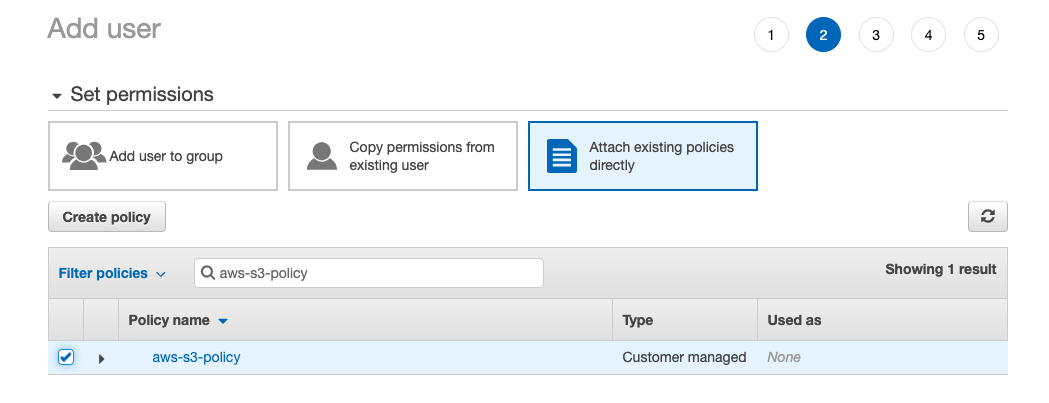 Add user
1 2 3 4 5
Set permissions
Add user to group
Copy permissions from
existing user
Attach existing policies
directly
Create policy
Filter policies
aws-s3-policy
Showing 1 result
Policy name
Type
Used as
aws-s3-policy
Customer managed
None